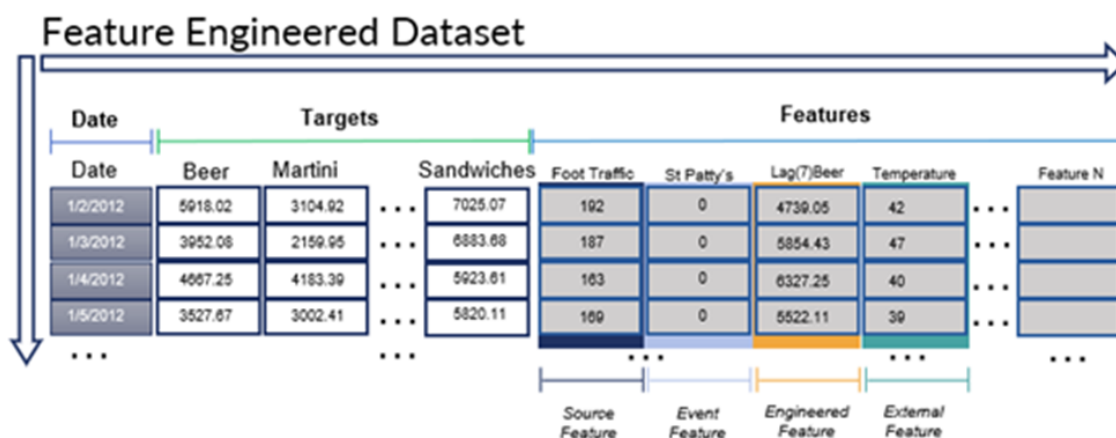 Feature Engineered Dataset
Date Targets Features
Date Beer Martini Sandwiches Foot Traffic St Patty's Lag(7)Beer Temperature Feature N
1/2/2012 5918.02 3104.92 ... 7025.07 192 0 4739.05 42 ...
1/3/2012 3952.08 2159.95 ... 6883.68 187 0 5854.43 47 ...
1/4/2012 4667.25 4183.39 ... 5923.61 163 0 6327.25 40 ...
1/5/2012 3527.67 3002.41 ... 5820.11 169 0 5522.11 39 ...
... ... ... ... ...
Source Event Engineered External
Feature Feature Feature Feature